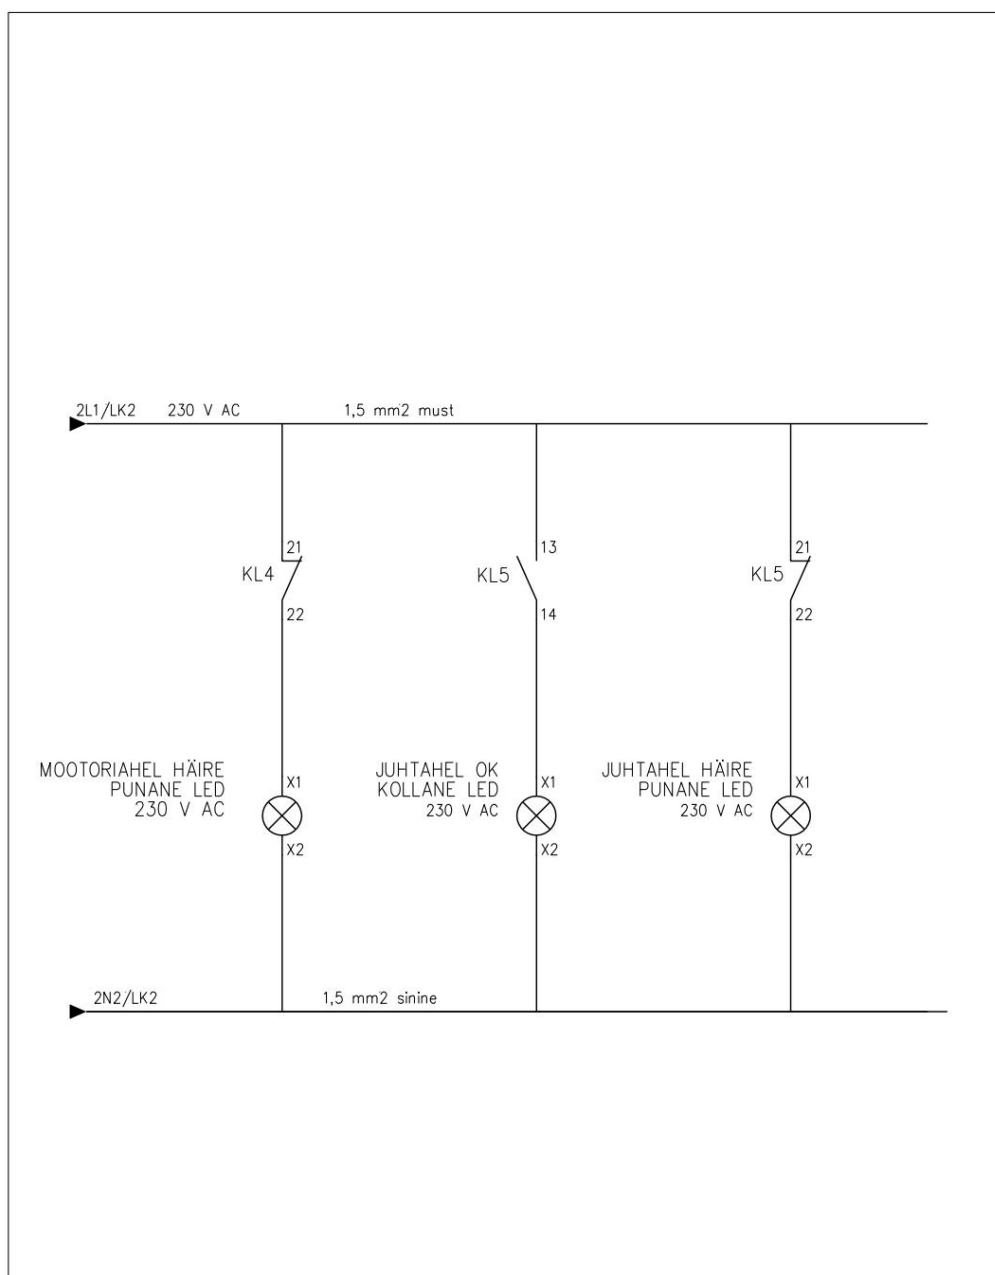 2L1/LK2 230 V AC 1,5 mm2 must
21 13 21
KL4 KL5 KL5
22 14 22
MOOTORIAHEL HÄIRE
PUNANE LED
230 V AC
X1
X2
JUHTAHEL OK
KOLLANE LED
230 V AC
X1
X2
JUHTAHEL HÄIRE
PUNANE LED
230 V AC
X1
X2
2N2/LK2 1,5 mm2 sinine